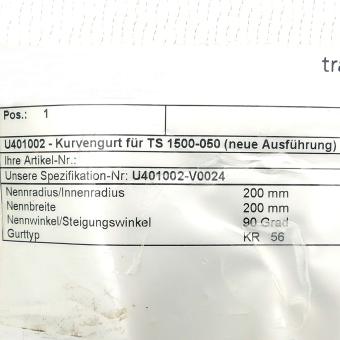 tra
Pos.: 1
U401002 - Kurvengurt für TS 1500-050 (neue Ausführung)
Ihre Artikel-Nr.:
Unsere Spezifikation-Nr: U401002-V0024
Nennradius/Innenradius 200 mm
Nennbreite 200 mm
Nennwinkel/Steigungswinkel 90 Grad
Gurttyp KR 56